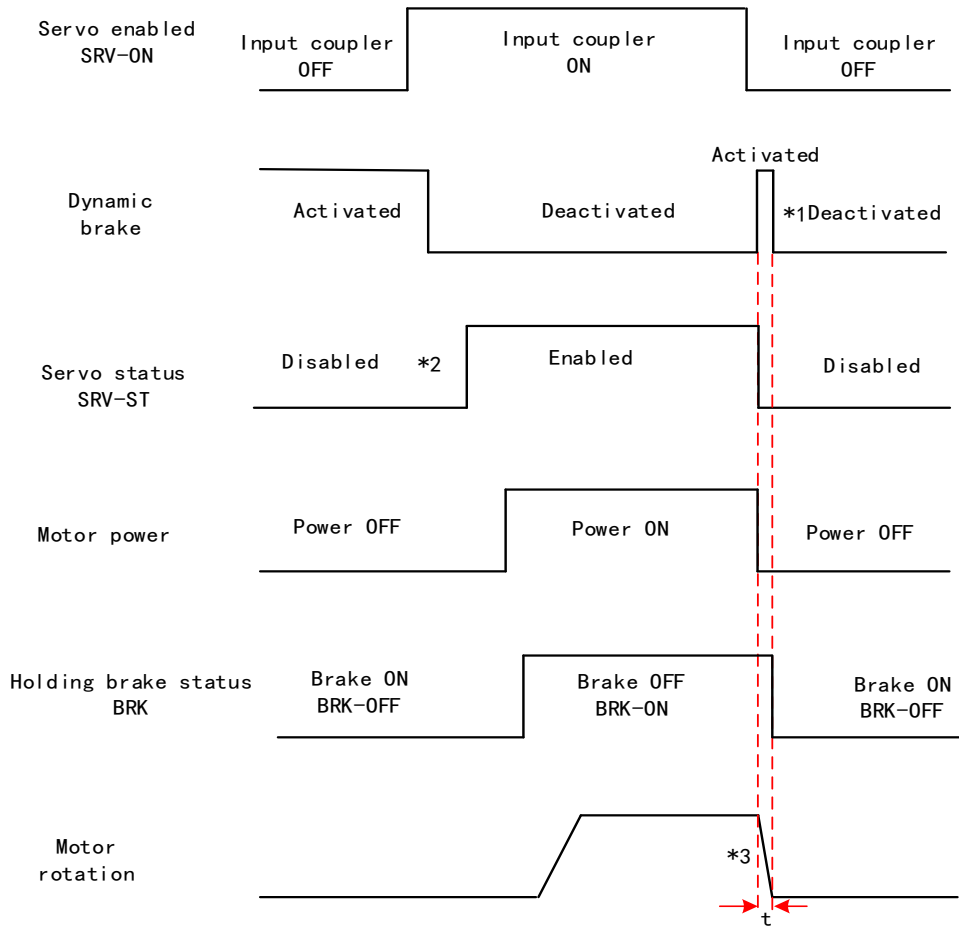 Servo enabled
SRV-ON
Input coupler
OFF
Input coupler
ON
Input coupler
OFF
Activated
Dynamic
brake
Activated
Deactivated
*1Deactivated
Servo status
SRV-ST
Disabled
*2
Enabled
Disabled
Motor power
Power OFF
Power ON
Power OFF
Holding brake status
BRK
Brake ON
BRK-OFF
Brake OFF
BRK-ON
Brake ON
BRK-OFF
Motor
rotation
*3
t